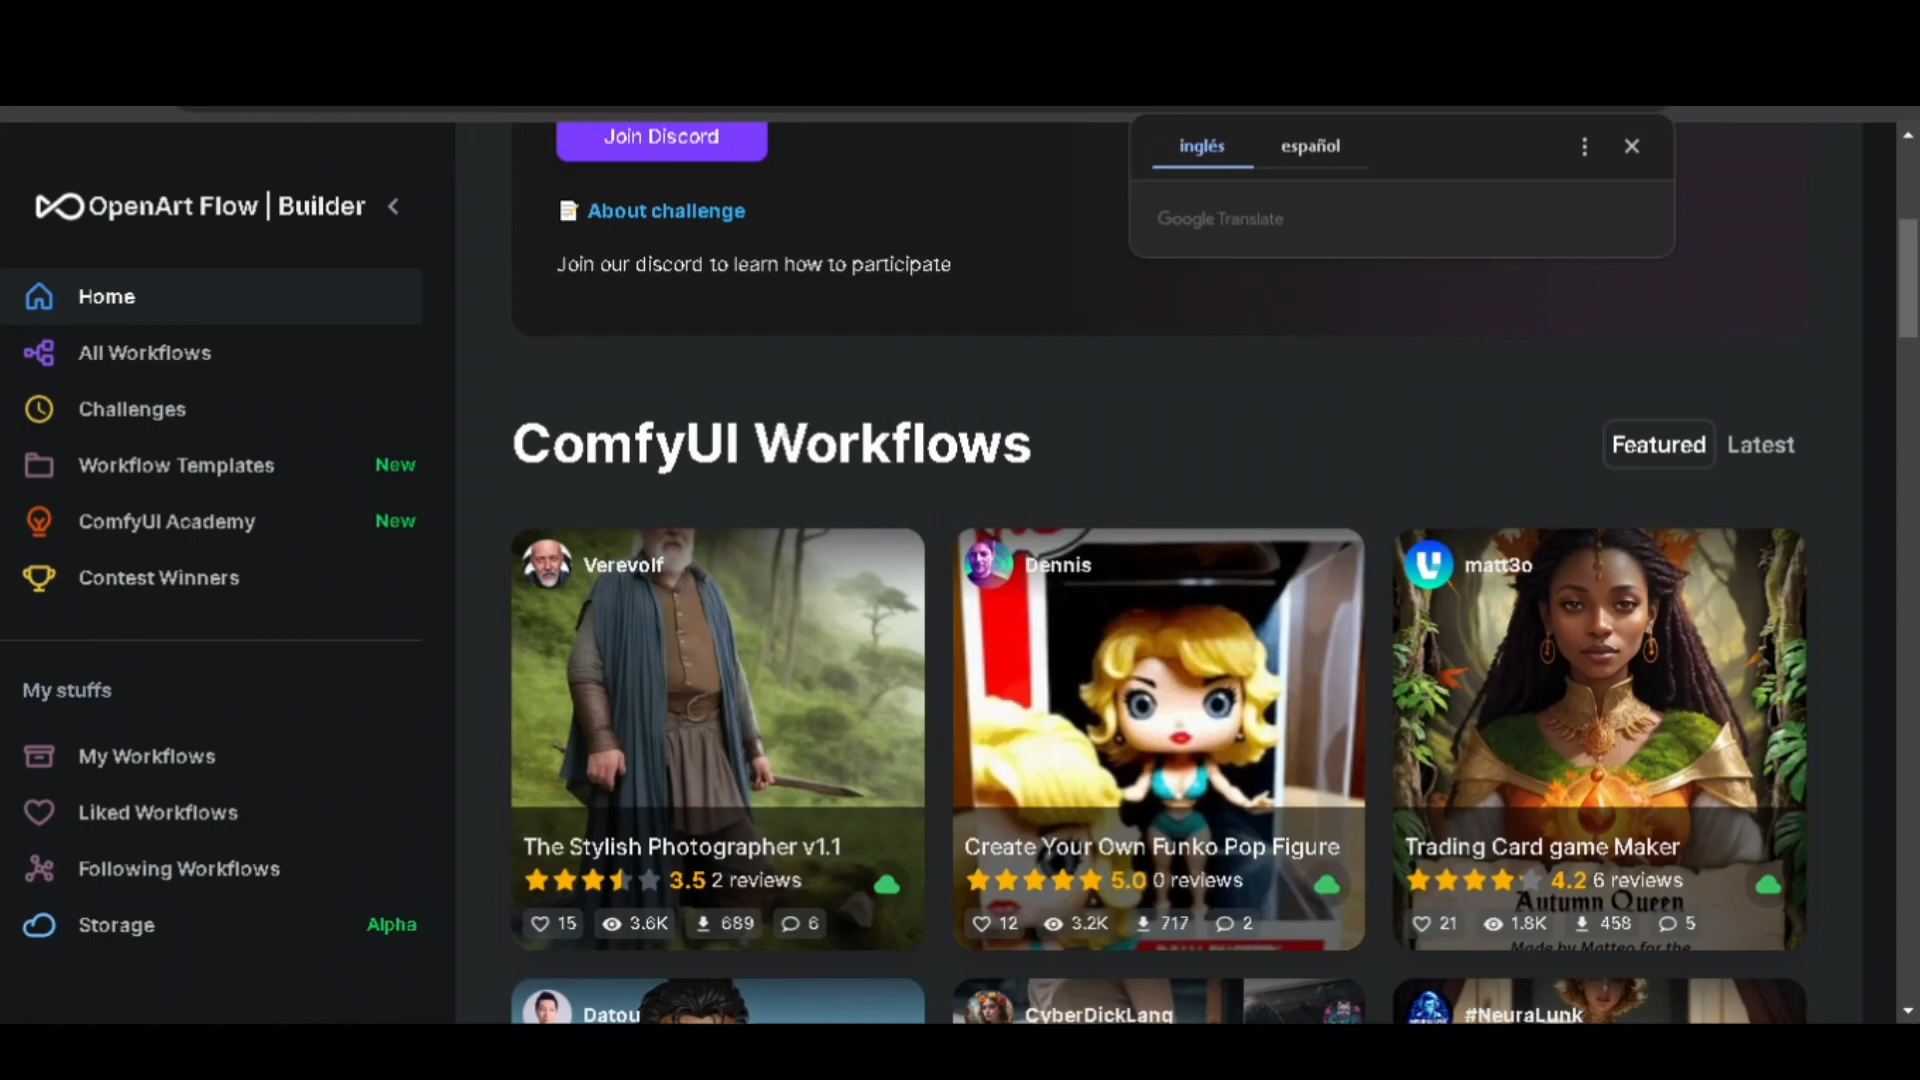 Join Discord
inglés español
Google Translate
OpenArt Flow | Builder
About challenge
Join our discord to learn how to participate
Home
All Workflows
Challenges
Workflow Templates New
ComfyUI Academy New
Contest Winners
My stuffs
My Workflows
Liked Workflows
Following Workflows
Storage Alpha
ComfyUI Workflows
Featured Latest
Verevolf
The Stylish Photographer v1.1
3.5 2 reviews
15 3.6K 689 6
Dennis
Create Your Own Funko Pop Figure
5.0 0 reviews
12 3.2K 717 2
matt3o
Trading Card game Maker
4.2 6 reviews
Autumn Queen
21 1.8K 458 5
Made by Matteo for the
Datou
CyberDickLang
#NeuraLunk